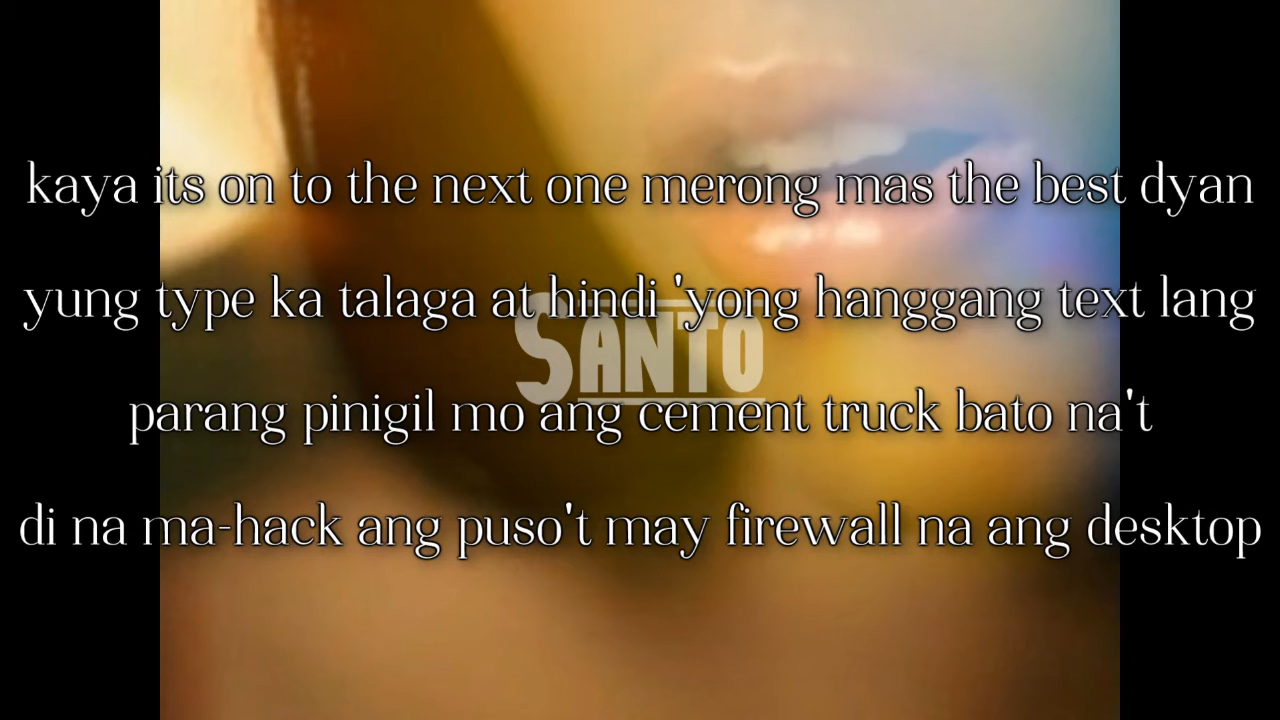 kaya its on to the next one merong mas the best dyan
yung type ka talaga at hindi 'yong hanggang text lang
SANTO
parang pinigil mo ang cement truck bato na't
di na ma-hack ang puso't may firewall na ang desktop